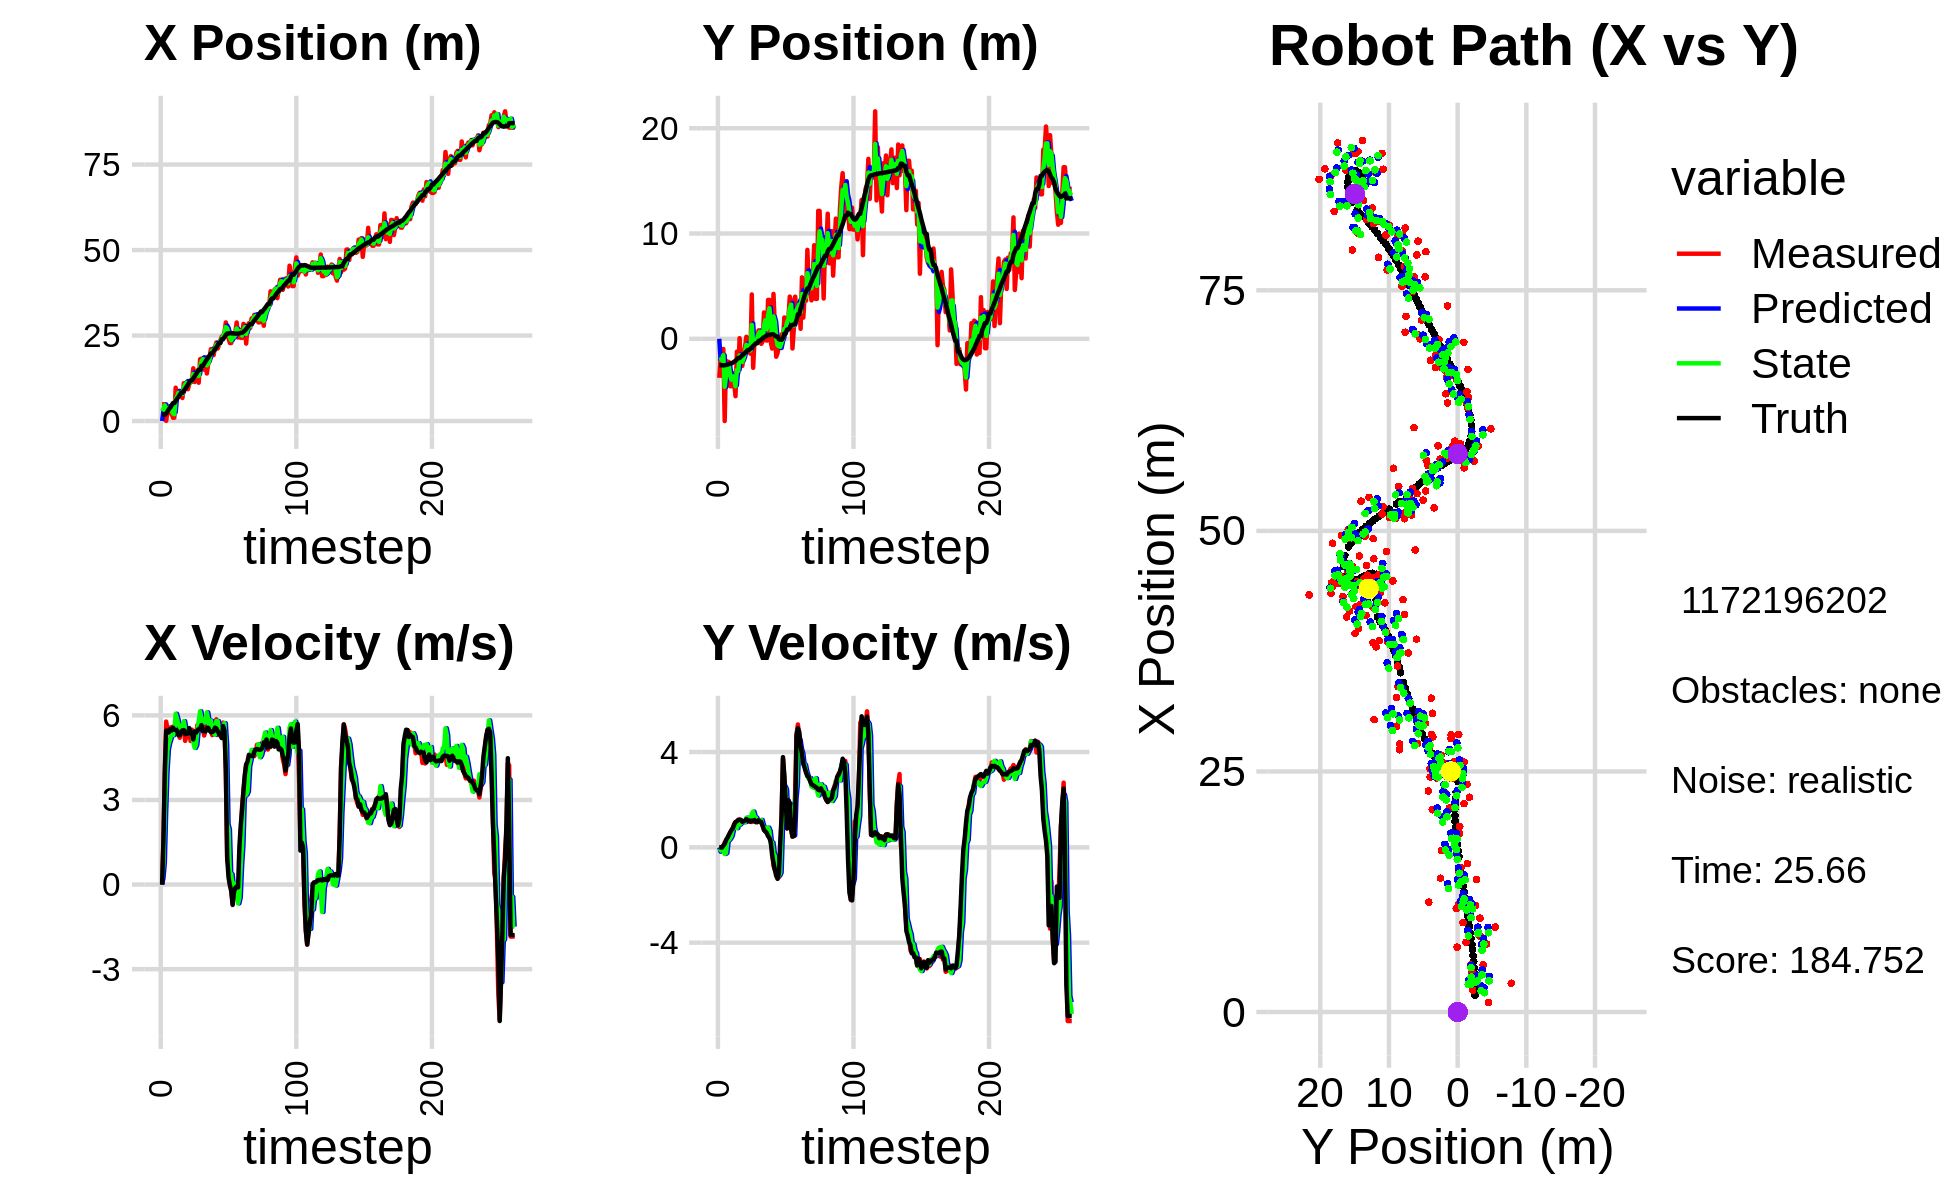 X Position (m)
75
50
25
0
0
100
200
timestep
Y Position (m)
20
10
0
0
100
200
timestep
X Velocity (m/s)
6
3
0
-3
0
100
200
timestep
Y Velocity (m/s)
4
0
-4
0
100
200
timestep
Robot Path (X vs Y)
X Position (m)
75
50
25
0
20 10 0 -10 -20
Y Position (m)
variable
Measured
Predicted
State
Truth
1172196202
Obstacles: none
Noise: realistic
Time: 25.66
Score: 184.752